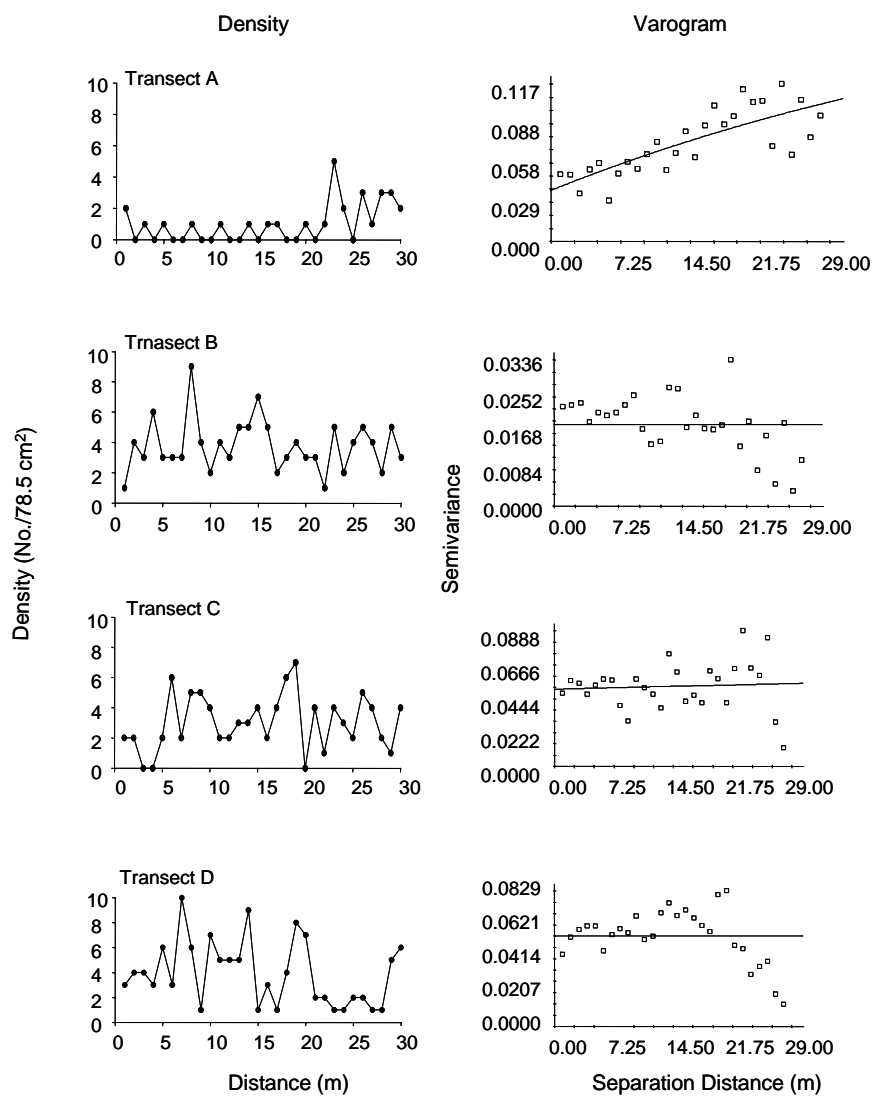 Density
Varogram
Transect A
10
8
6
4
2
0
0 5 10 15 20 25 30
0.117
0.088
0.058
0.029
0.000
0.00 7.25 14.50 21.75 29.00
Trnasect B
10
8
6
4
2
0
0 5 10 15 20 25 30
0.0336
0.0252
0.0168
0.0084
0.0000
0.00 7.25 14.50 21.75 29.00
Density (No./78.5 cm²)
Semivariance
Transect C
10
8
6
4
2
0
0 5 10 15 20 25 30
0.0888
0.0666
0.0444
0.0222
0.0000
0.00 7.25 14.50 21.75 29.00
Transect D
10
8
6
4
2
0
0 5 10 15 20 25 30
0.0829
0.0621
0.0414
0.0207
0.0000
0.00 7.25 14.50 21.75 29.00
Distance (m)
Separation Distance (m)